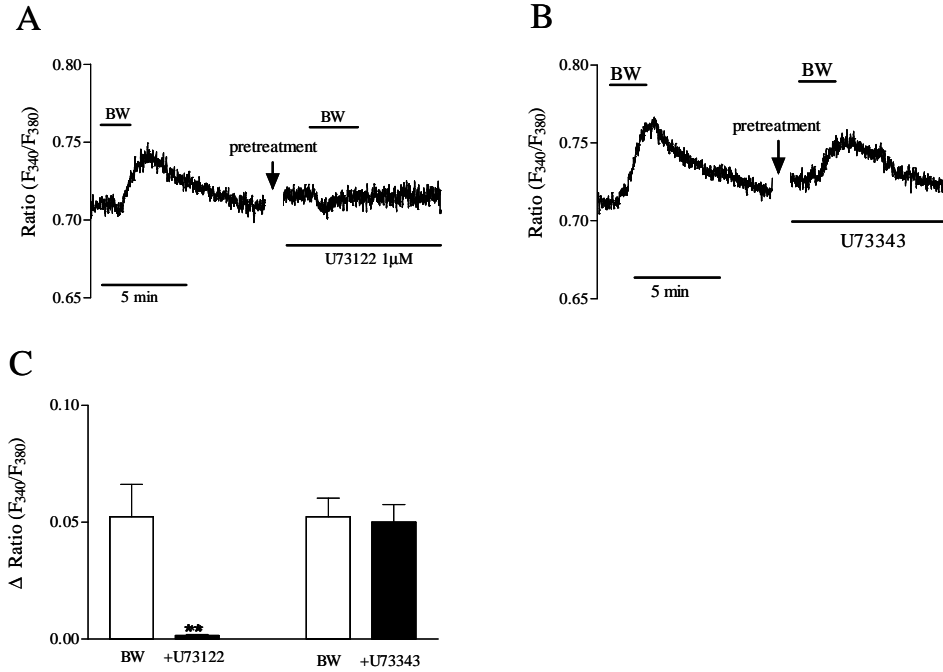 A
0.80
0.75
0.70
0.65
Ratio (F340/F380)
BW
BW
pretreatment
U73122 1μM
5 min
B
0.80
0.75
0.70
0.65
Ratio (F340/F380)
BW
BW
pretreatment
U73343
5 min
C
0.10
0.05
0.00
Δ Ratio (F340/F380)
**
BW
+U73122
BW
+U73343